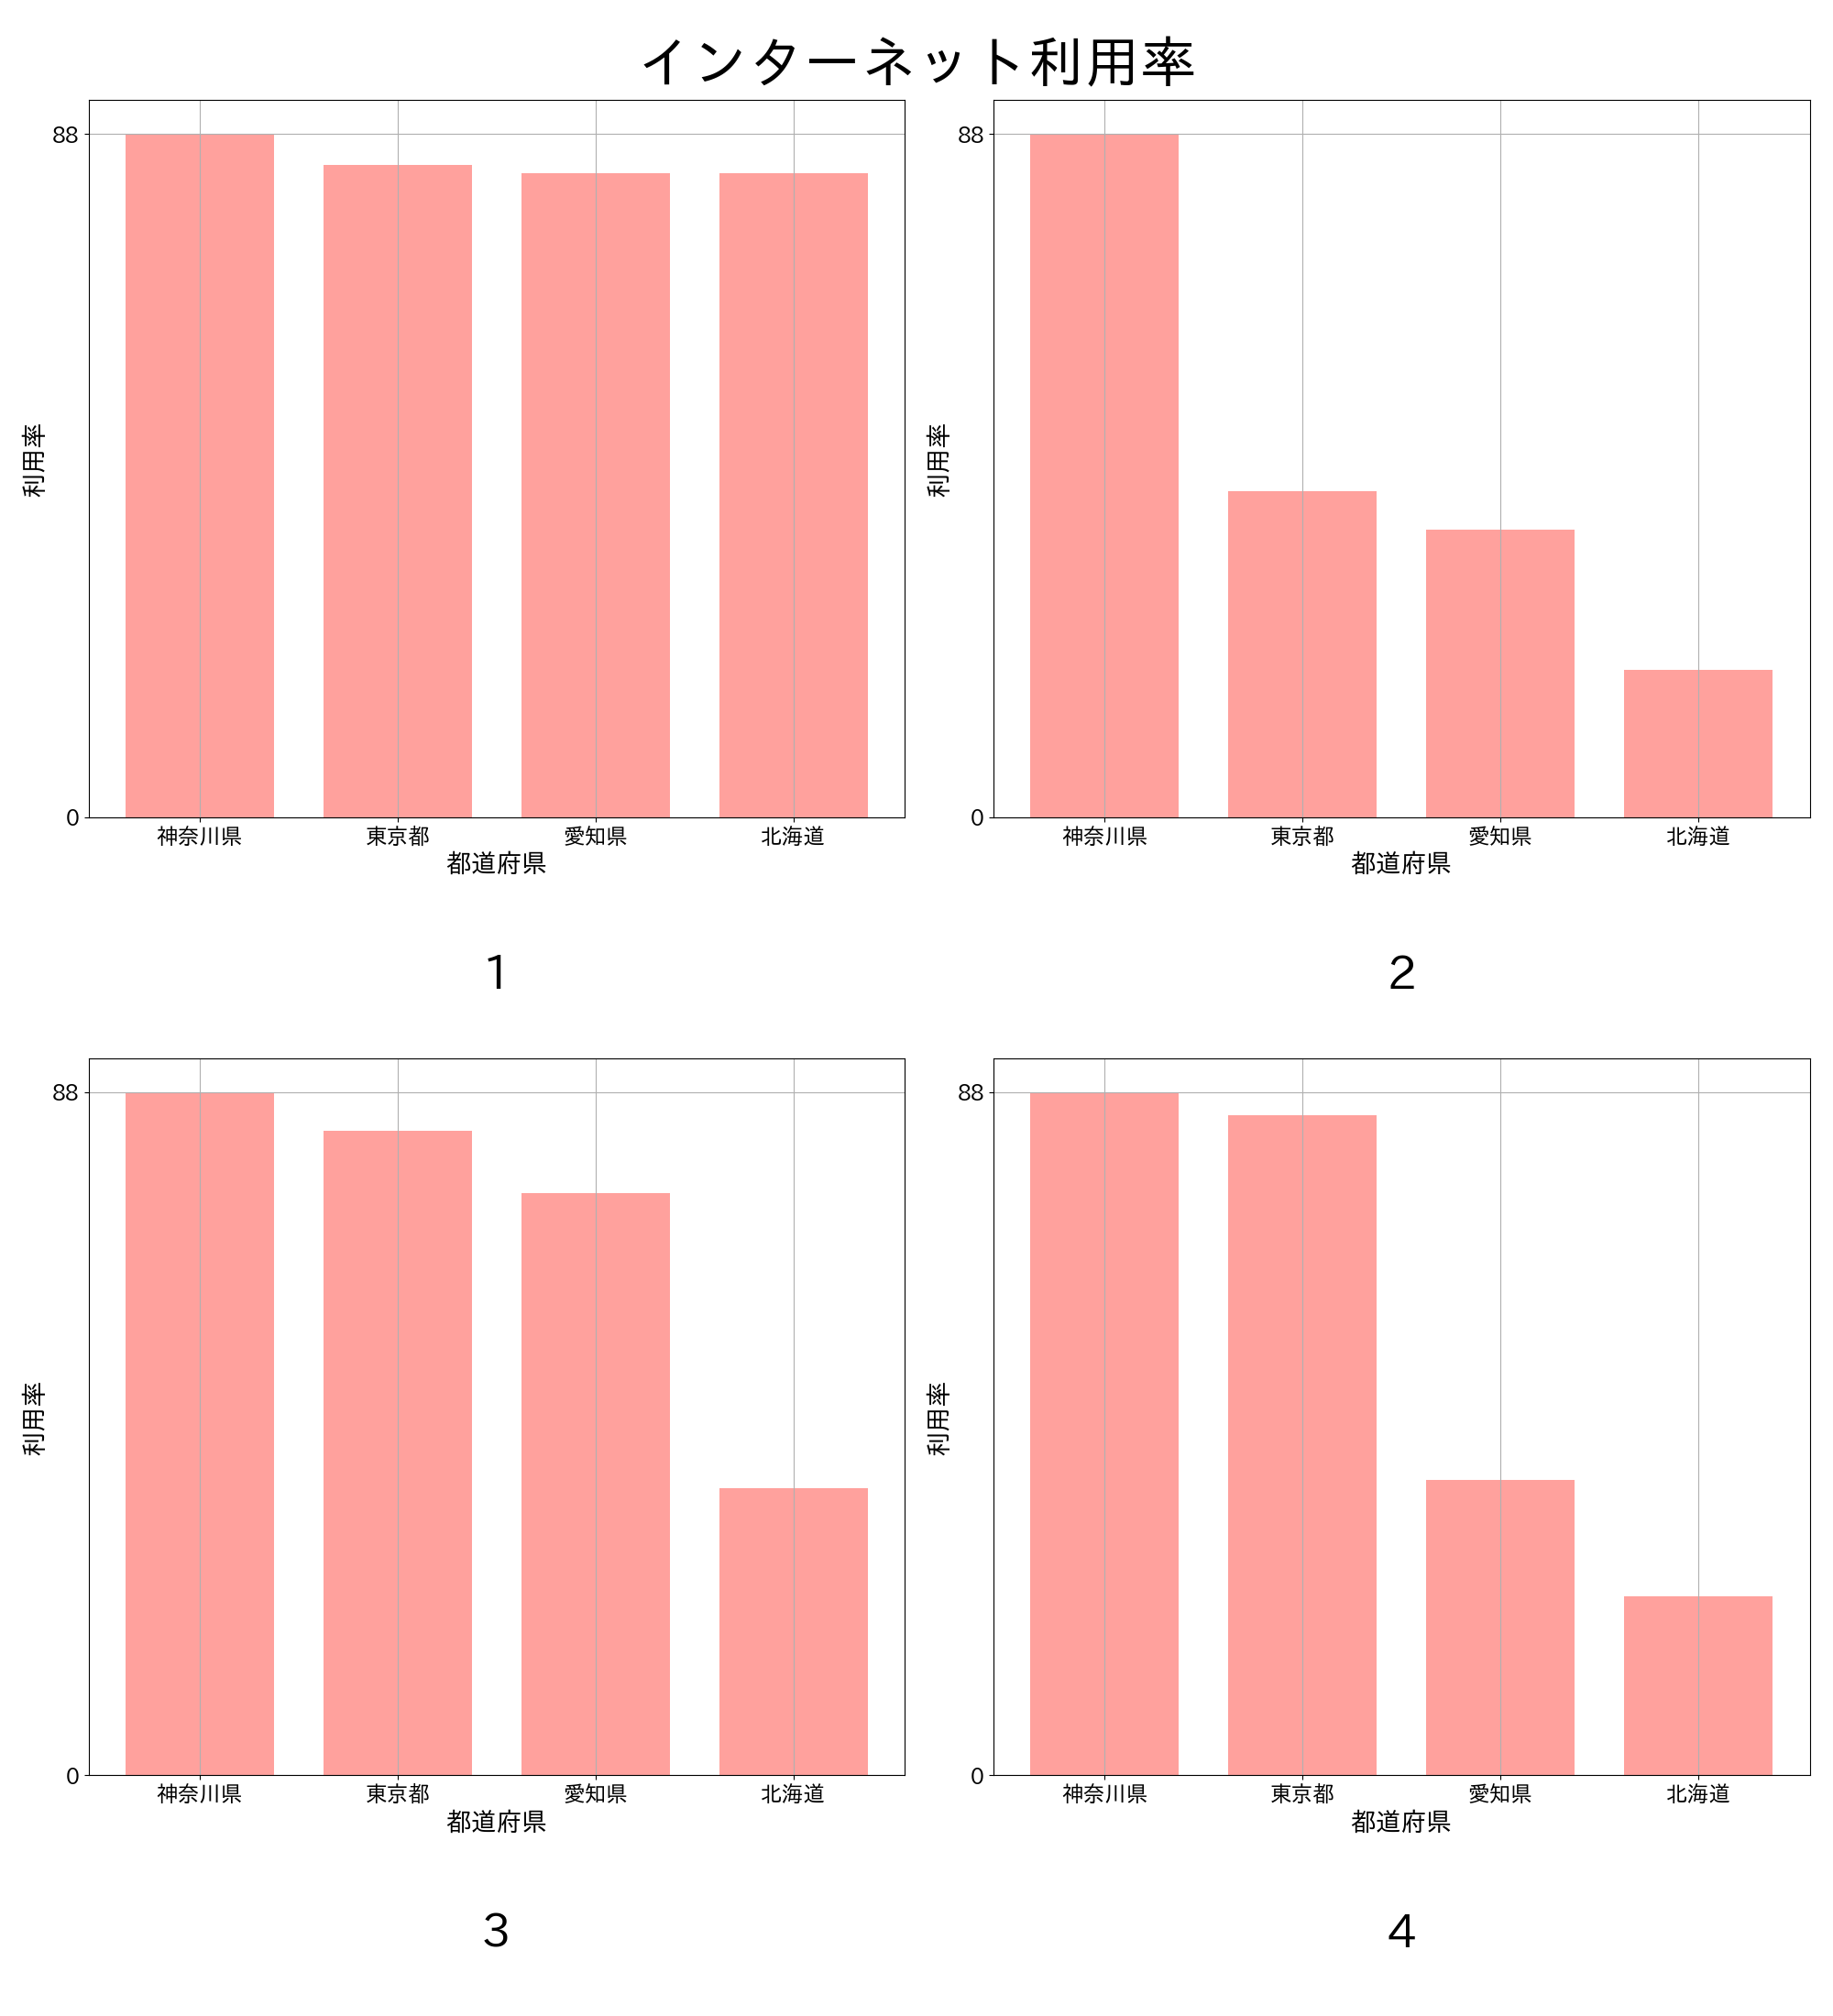 インターネット利用率
88
0
利用率
神奈川県 東京都 愛知県 北海道
都道府県
1
88
0
利用率
神奈川県 東京都 愛知県 北海道
都道府県
2
88
0
利用率
神奈川県 東京都 愛知県 北海道
都道府県
3
88
0
利用率
神奈川県 東京都 愛知県 北海道
都道府県
4